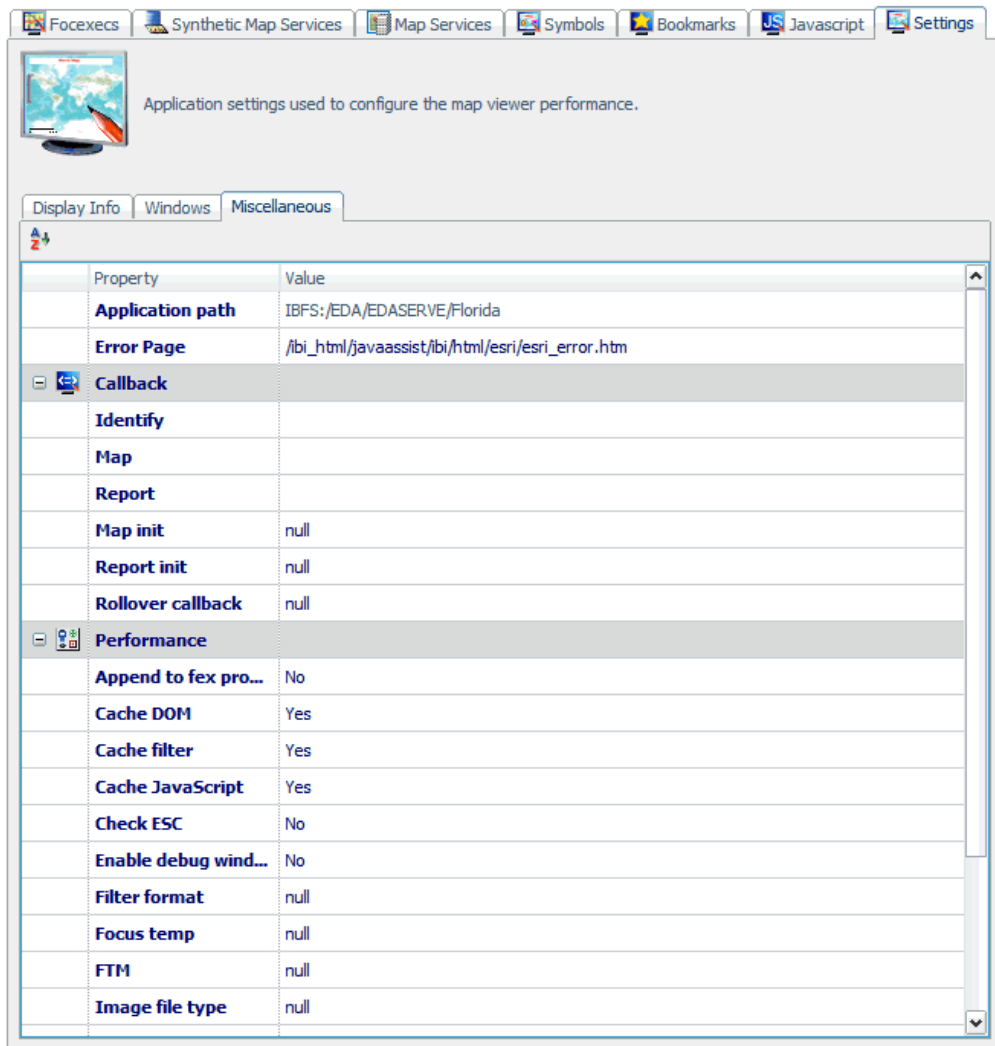 Focexecs Synthetic Map Services Map Services Symbols Bookmarks JS Javascript Settings
Application settings used to configure the map viewer performance.
Display Info Windows Miscellaneous
A
Z
Property Value
Application path IBFS:/EDA/EDASERVE/Florida
Error Page /ibi_html/javaassist/ibi/html/esri/esri_error.htm
Callback
Identify
Map
Report
Map init null
Report init null
Rollover callback null
Performance
Append to fex pro... No
Cache DOM Yes
Cache filter Yes
Cache JavaScript Yes
Check ESC No
Enable debug wind... No
Filter format null
Focus temp null
FTM null
Image file type null